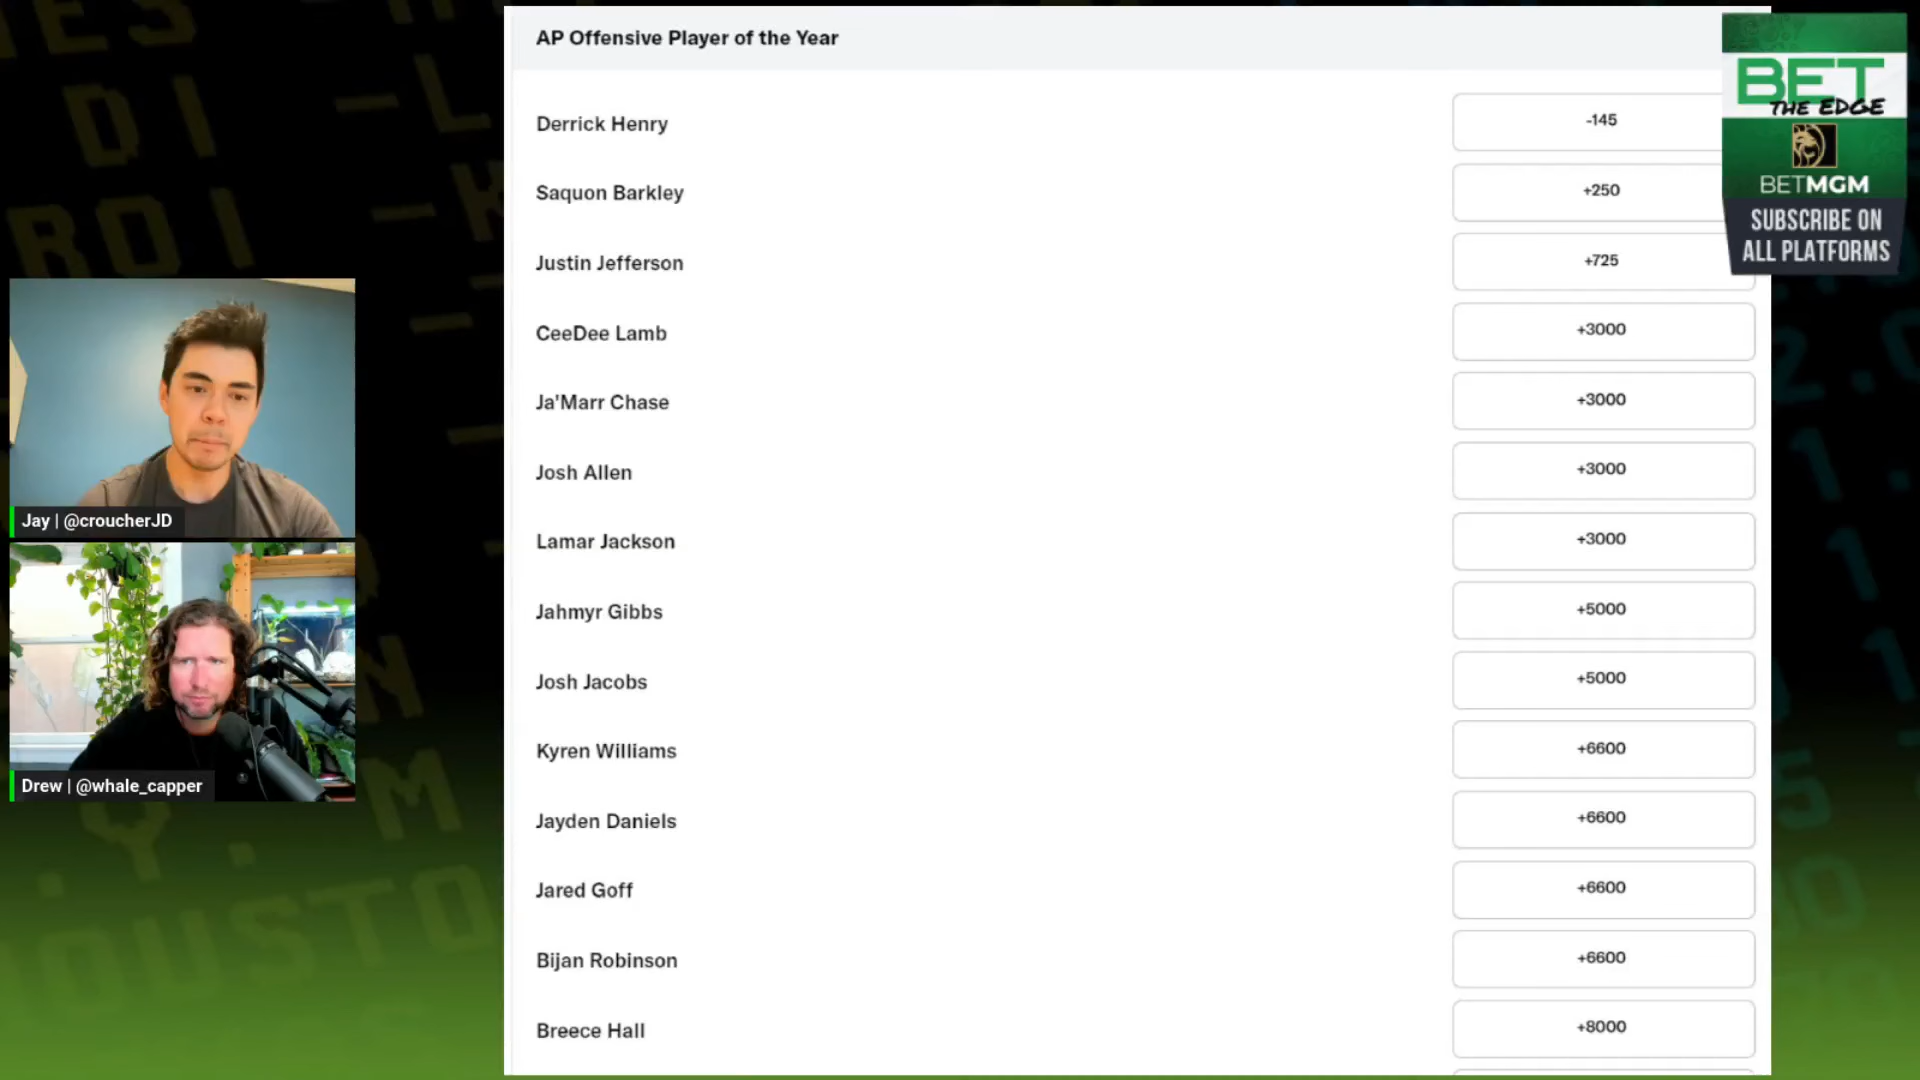 AP Offensive Player of the Year
Derrick Henry -145
Saquon Barkley +250
Justin Jefferson +725
CeeDee Lamb +3000
Ja'Marr Chase +3000
Josh Allen +3000
Lamar Jackson +3000
Jahmyr Gibbs +5000
Josh Jacobs +5000
Kyren Williams +6600
Jayden Daniels +6600
Jared Goff +6600
Bijan Robinson +6600
Breece Hall +8000
BET
THE EDGE
BETMGM
SUBSCRIBE ON
ALL PLATFORMS
Jay | @croucherJD
Drew | @whale_capper